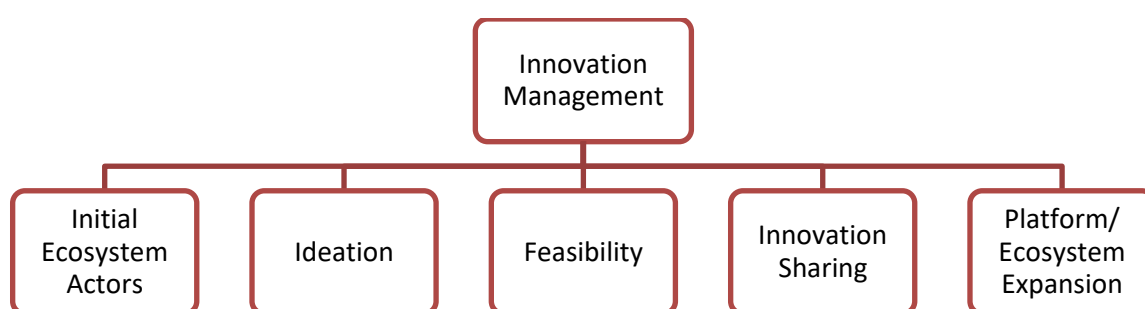 Innovation
Management
Initial
Ecosystem
Actors
Ideation
Feasibility
Innovation
Sharing
Platform/
Ecosystem
Expansion